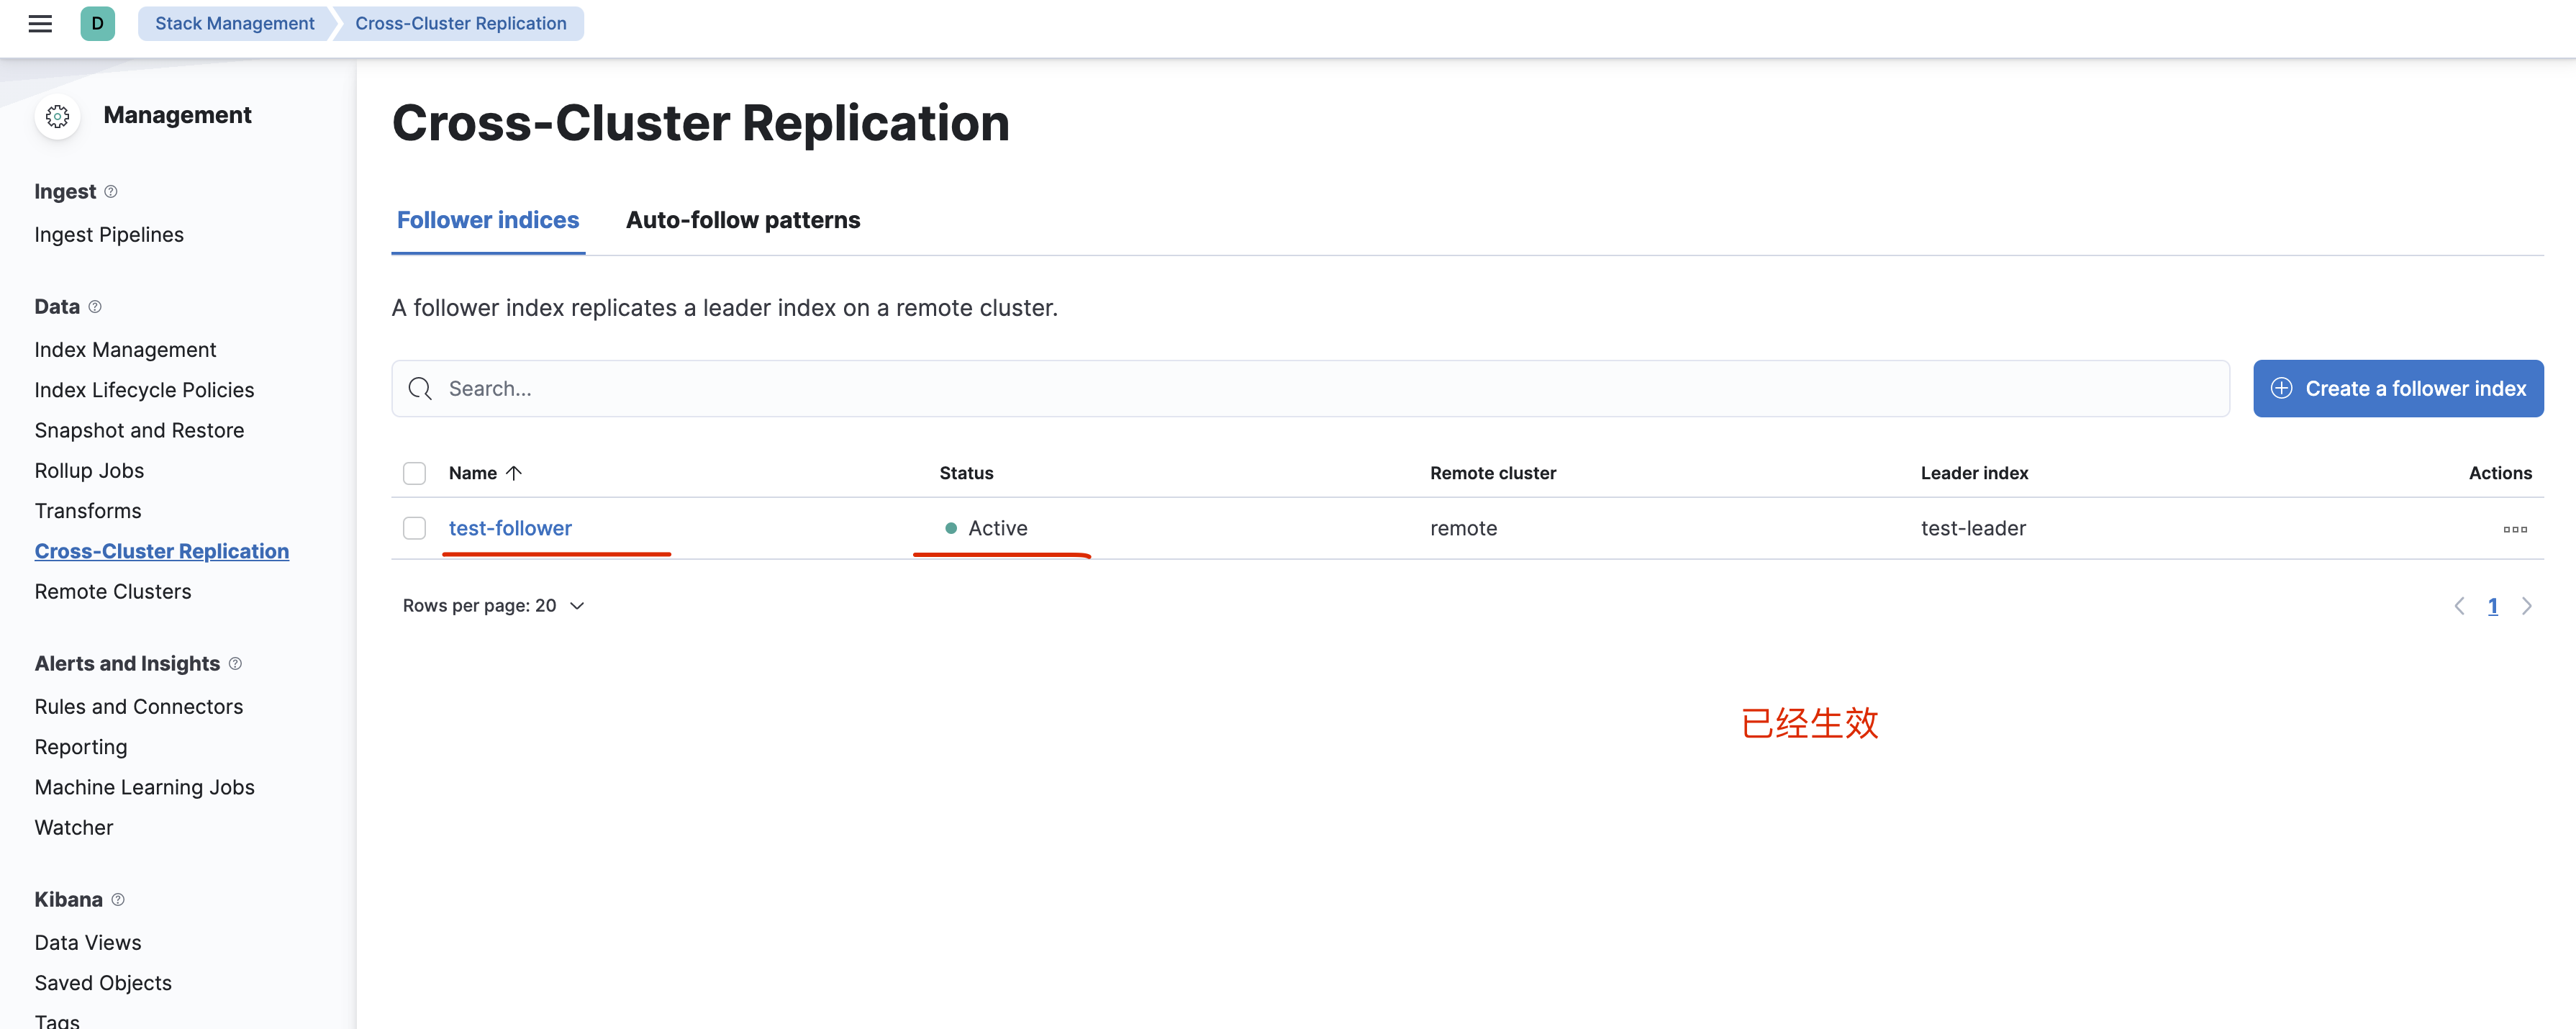 D Stack Management Cross-Cluster Replication
Management
Ingest
Ingest Pipelines
Data
Index Management
Index Lifecycle Policies
Snapshot and Restore
Rollup Jobs
Transforms
Cross-Cluster Replication
Remote Clusters
Alerts and Insights
Rules and Connectors
Reporting
Machine Learning Jobs
Watcher
Kibana
Data Views
Saved Objects
Tags
Cross-Cluster Replication
Follower indices Auto-follow patterns
A follower index replicates a leader index on a remote cluster.
Search... Create a follower index
Name Status Remote cluster Leader index Actions
test-follower Active remote test-leader
Rows per page: 20 1
已经生效